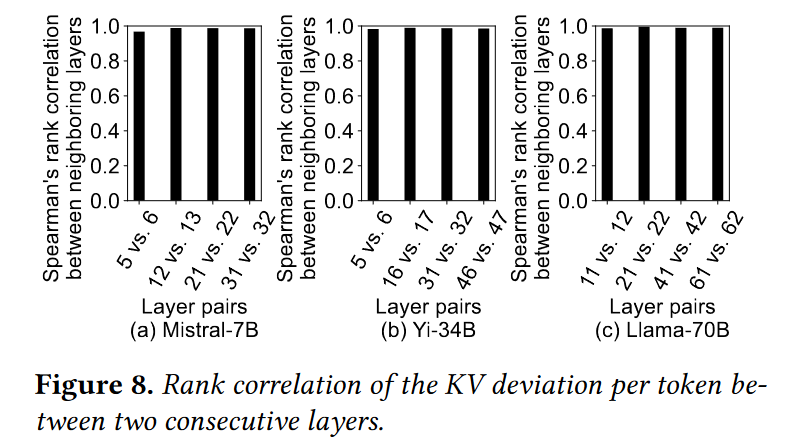 Spearman's rank correlation
between neighboring layers
1.0
0.8
0.6
0.4
0.2
0.0
5 vs. 6
12 vs. 13
21 vs. 22
31 vs. 32
Layer pairs
(a) Mistral-7B
Spearman's rank correlation
between neighboring layers
1.0
0.8
0.6
0.4
0.2
0.0
5 vs. 6
16 vs. 17
31 vs. 32
46 vs. 47
Layer pairs
(b) Yi-34B
Spearman's rank correlation
between neighboring layers
1.0
0.8
0.6
0.4
0.2
0.0
11 vs. 12
21 vs. 22
41 vs. 42
61 vs. 62
Layer pairs
(c) Llama-70B
Figure 8. Rank correlation of the KV deviation per token be-
tween two consecutive layers.